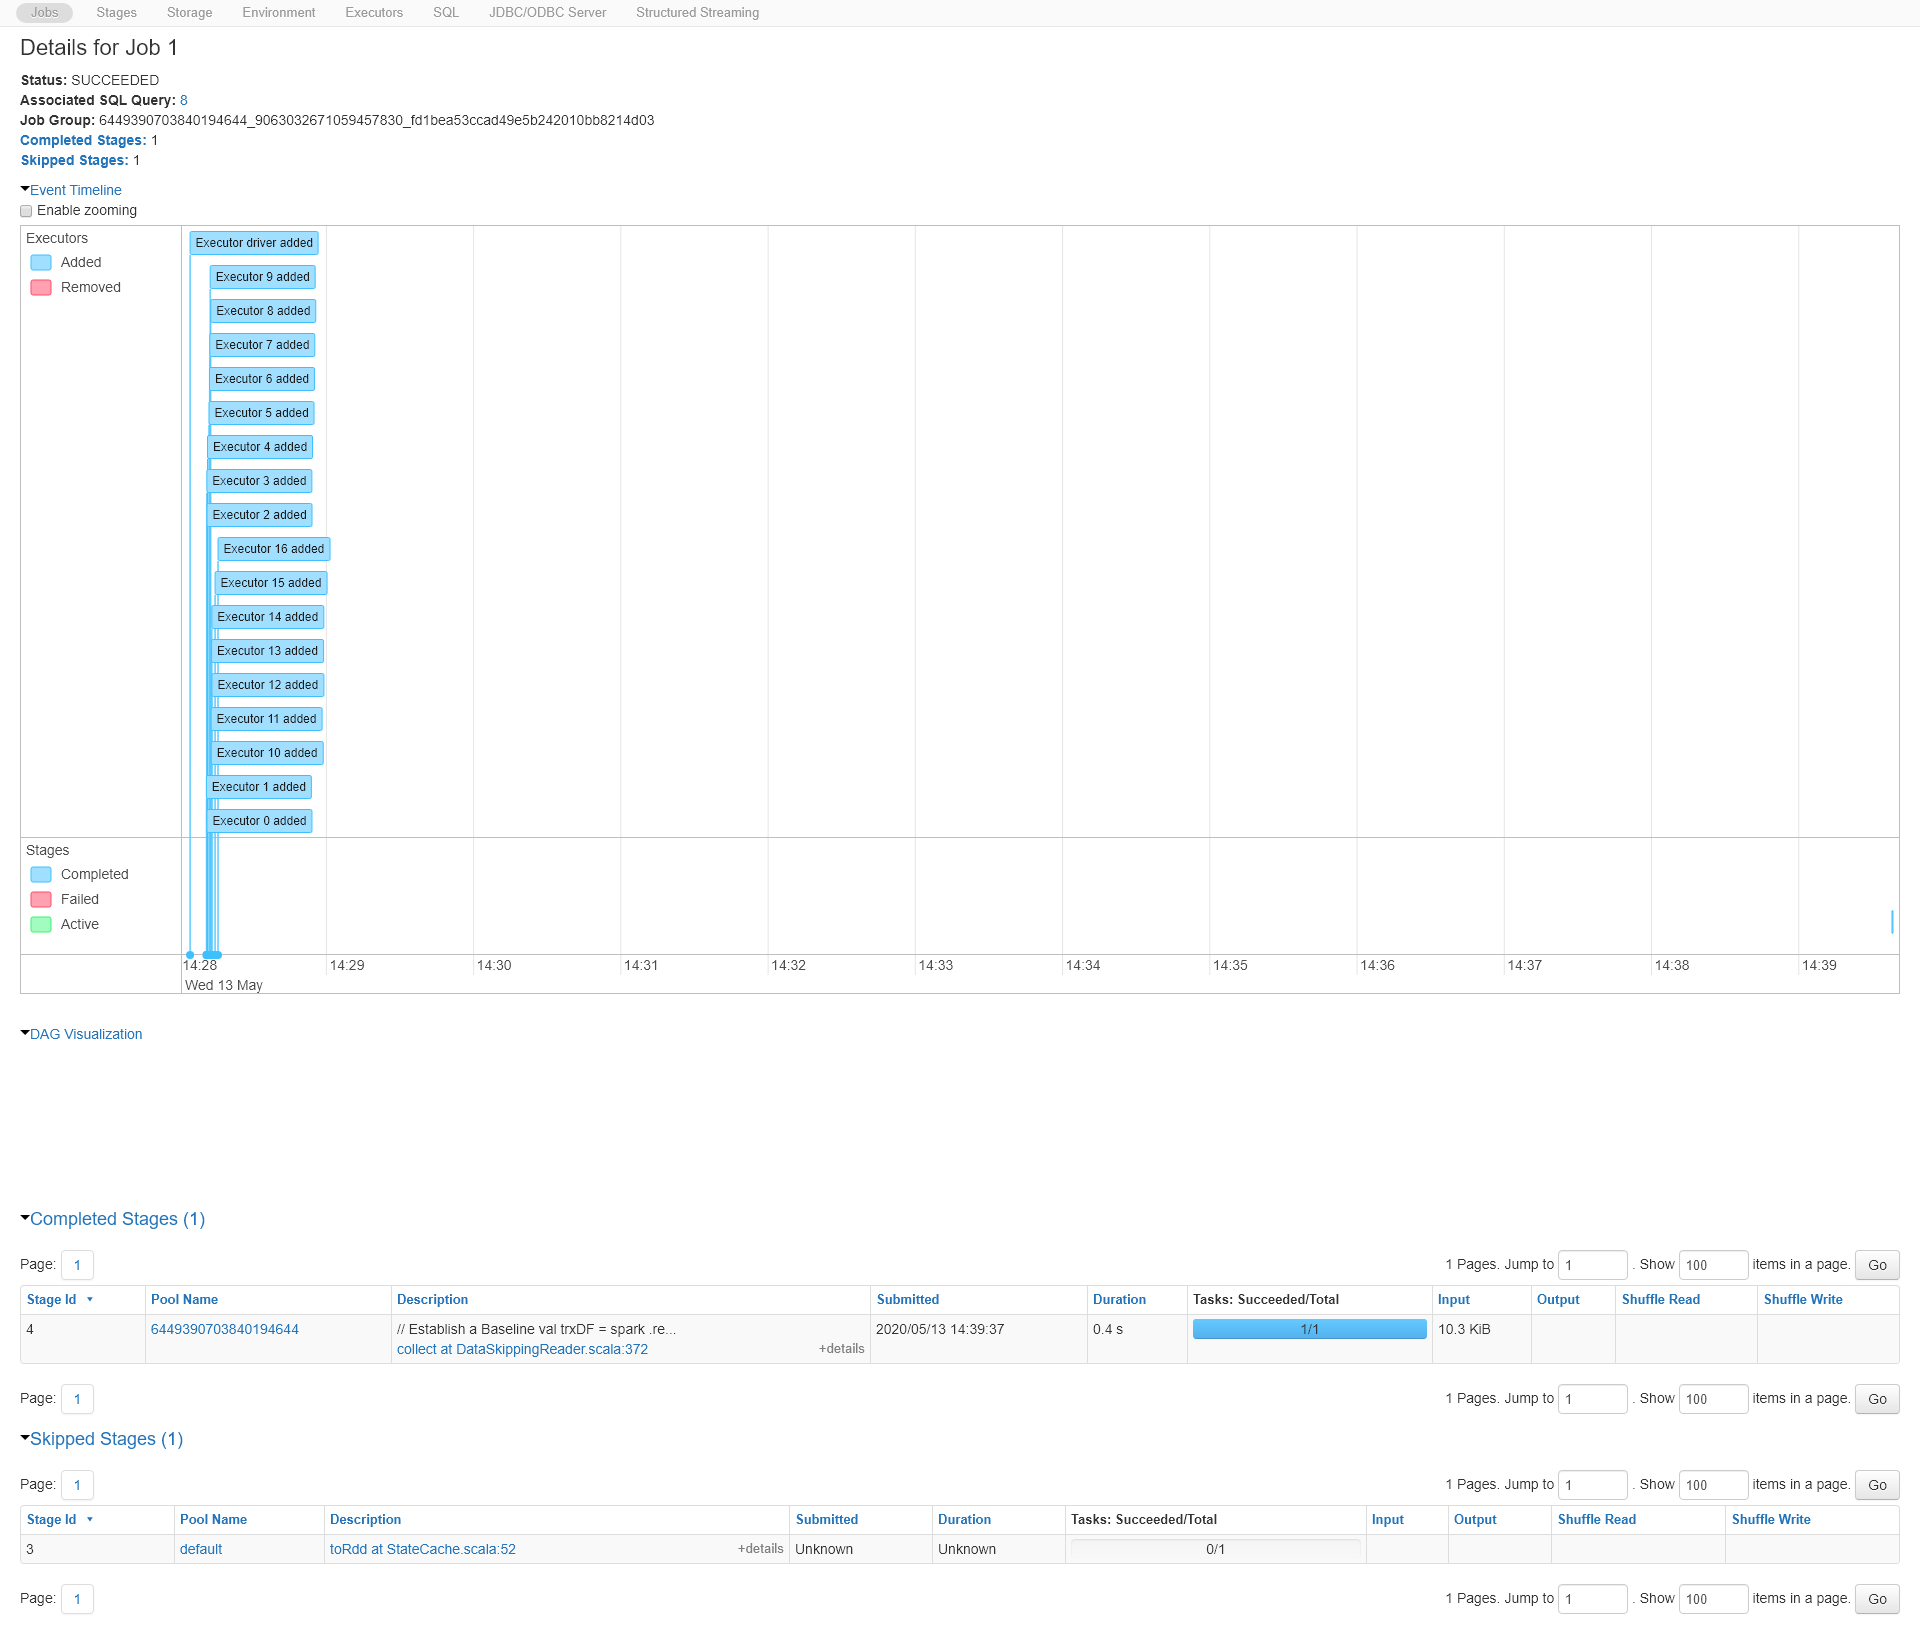 Jobs Stages Storage Environment Executors SQL JDBC/ODBC Server Structured Streaming
Details for Job 1
Status: SUCCEEDED
Associated SQL Query: 8
Job Group: 6449390703840194644_9063032671059457830_fd1bea53ccad49e5b242010bb8214d03
Completed Stages: 1
Skipped Stages: 1
Event Timeline
Enable zooming
Executors
Added
Removed
Executor driver added
Executor 9 added
Executor 8 added
Executor 7 added
Executor 6 added
Executor 5 added
Executor 4 added
Executor 3 added
Executor 2 added
Executor 16 added
Executor 15 added
Executor 14 added
Executor 13 added
Executor 12 added
Executor 11 added
Executor 10 added
Executor 1 added
Executor 0 added
Stages
Completed
Failed
Active
14:28 14:29 14:30 14:31 14:32 14:33 14:34 14:35 14:36 14:37 14:38 14:39
Wed 13 May
DAG Visualization
Completed Stages (1)
Page: 1 1 Pages. Jump to 1 . Show 100 items in a page. Go
Stage Id Pool Name Description Submitted Duration Tasks: Succeeded/Total Input Output Shuffle Read Shuffle Write
4 6449390703840194644 // Establish a Baseline val trxDF = spark .re... 2020/05/13 14:39:37 0.4 s 1/1 10.3 KiB
collect at DataSkippingReader.scala:372 +details
Page: 1 1 Pages. Jump to 1 . Show 100 items in a page. Go
Skipped Stages (1)
Page: 1 1 Pages. Jump to 1 . Show 100 items in a page. Go
Stage Id Pool Name Description Submitted Duration Tasks: Succeeded/Total Input Output Shuffle Read Shuffle Write
3 default toRdd at StateCache.scala:52 +details Unknown Unknown 0/1
Page: 1 1 Pages. Jump to 1 . Show 100 items in a page. Go